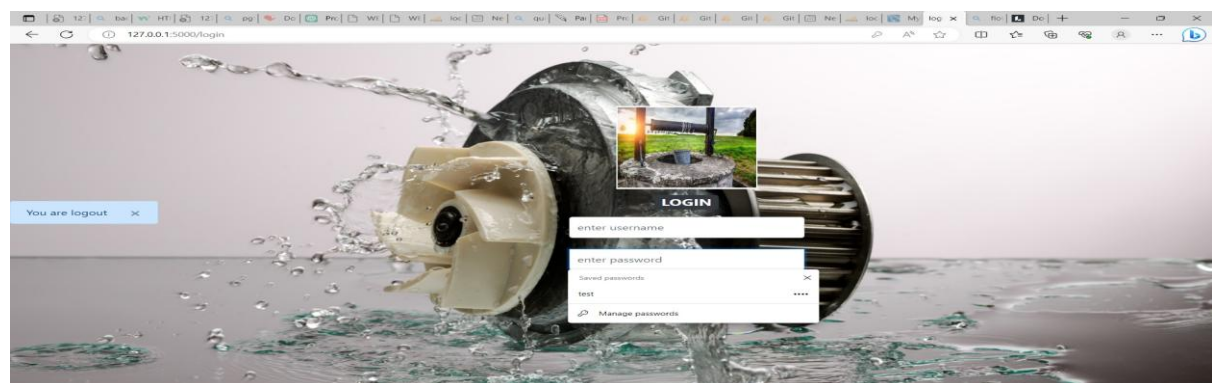 127.0.0.1:5000/login
LOGIN
You are logout
enter username
enter password
Saved passwords
test
Manage passwords